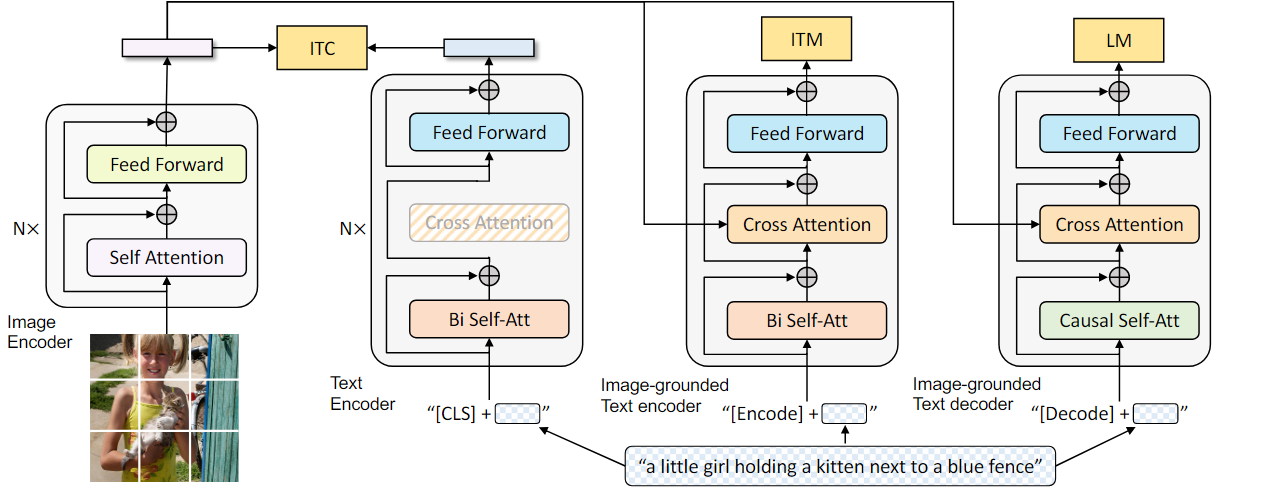 ITC
ITM
LM
Feed Forward
Self Attention
N×
Image
Encoder
Feed Forward
Cross Attention
Bi Self-Att
N×
Text
Encoder
“[CLS] + ”
Feed Forward
Cross Attention
Bi Self-Att
Image-grounded
Text encoder
“[Encode] + ”
Feed Forward
Cross Attention
Causal Self-Att
Image-grounded
Text decoder
“[Decode] + ”
“a little girl holding a kitten next to a blue fence”